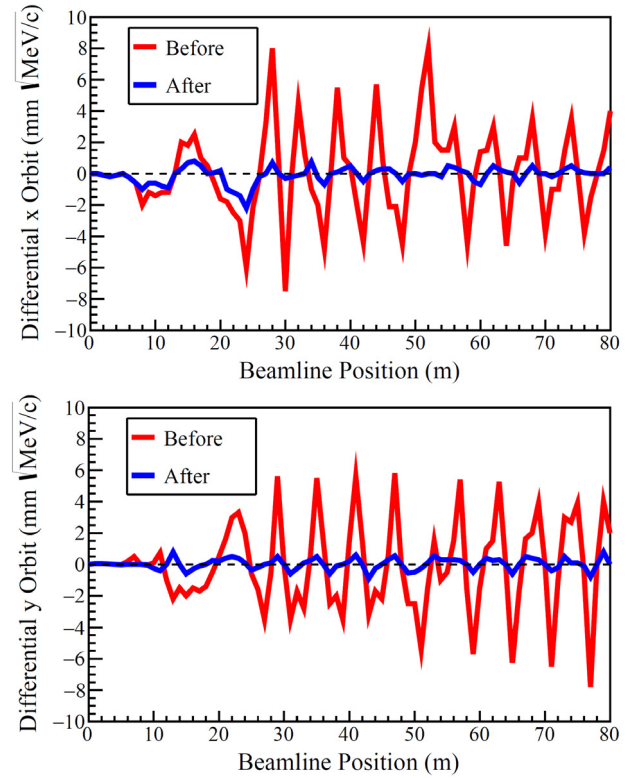 10
8
6
4
2
0
−2
−4
−6
−8
−10
Differential x Orbit (mm √MeV/c)
Before
After
0 10 20 30 40 50 60 70 80
Beamline Position (m)
10
8
6
4
2
0
−2
−4
−6
−8
−10
Differential y Orbit (mm √MeV/c)
Before
After
0 10 20 30 40 50 60 70 80
Beamline Position (m)